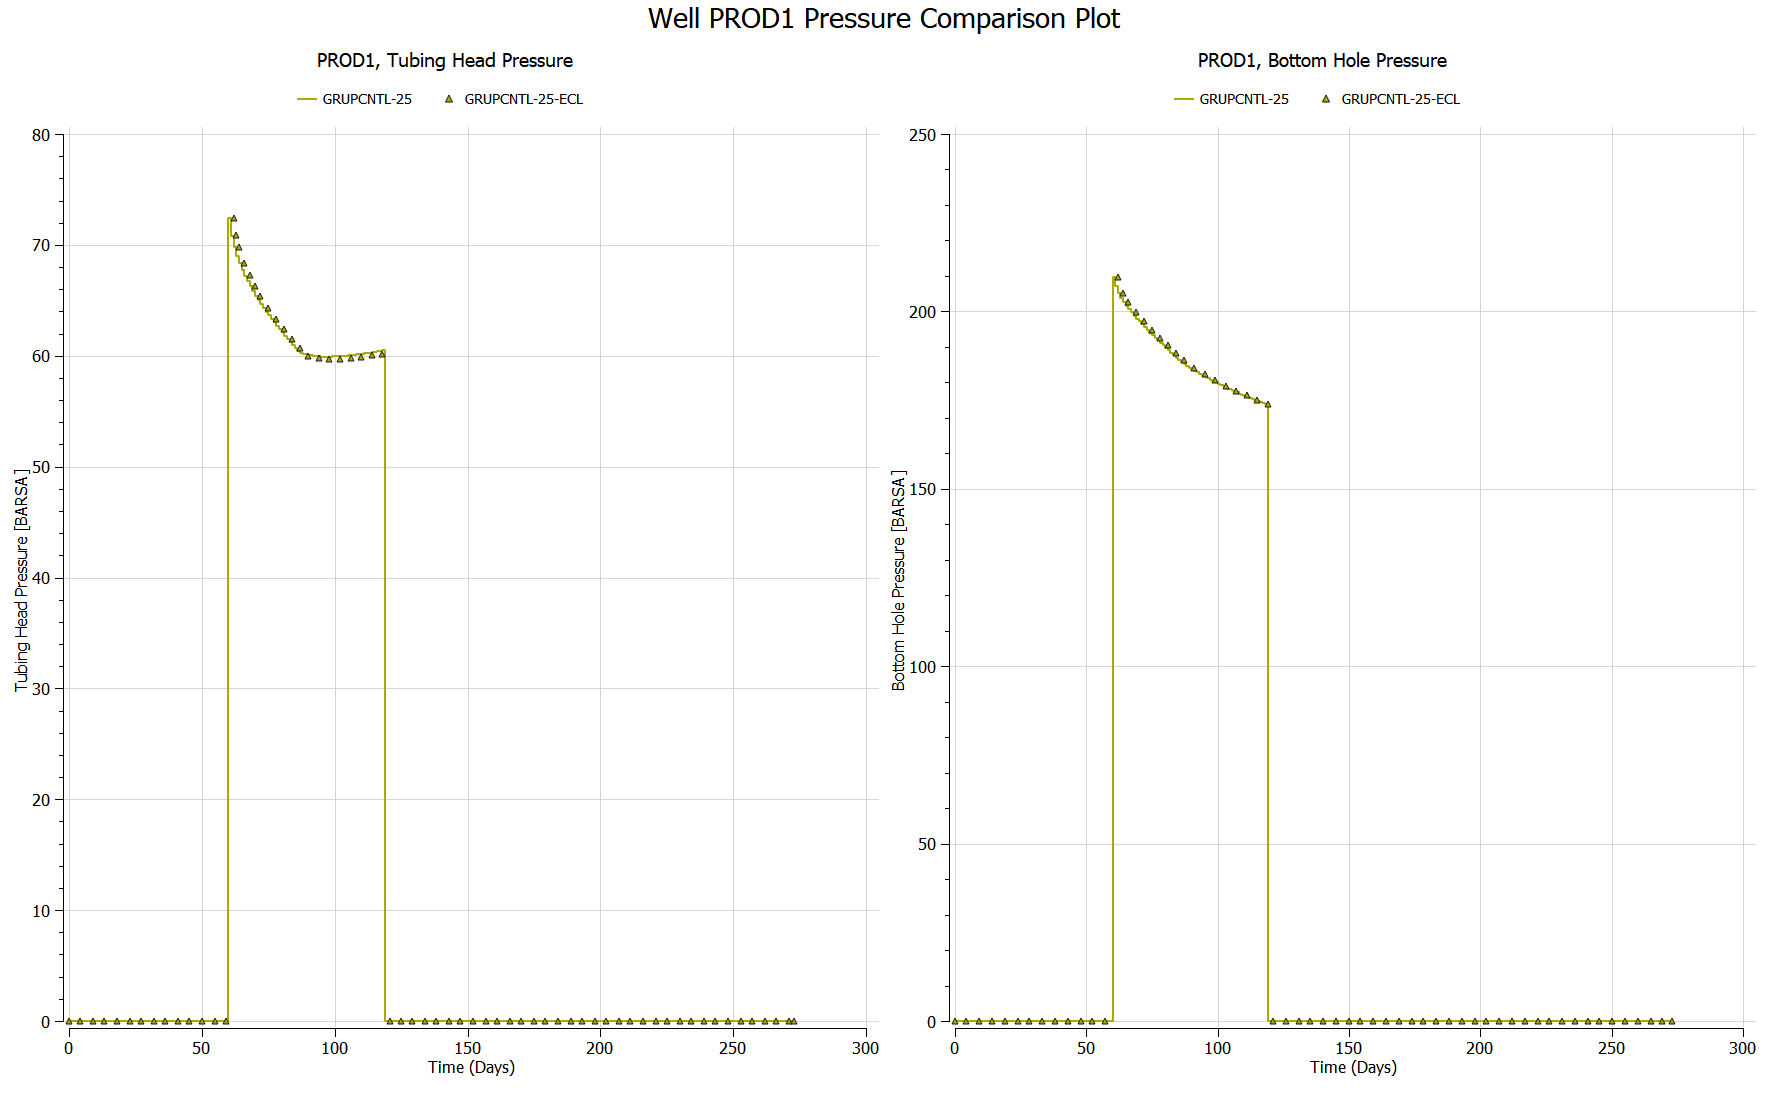 Well PROD1 Pressure Comparison Plot
PROD1, Tubing Head Pressure
GRUPCNTL-25 GRUPCNTL-25-ECL
Tubing Head Pressure [BARSA]
80
70
60
50
40
30
20
10
0
0 50 100 150 200 250 300
Time (Days)
PROD1, Bottom Hole Pressure
GRUPCNTL-25 GRUPCNTL-25-ECL
Bottom Hole Pressure [BARSA]
250
200
150
100
50
0
0 50 100 150 200 250 300
Time (Days)